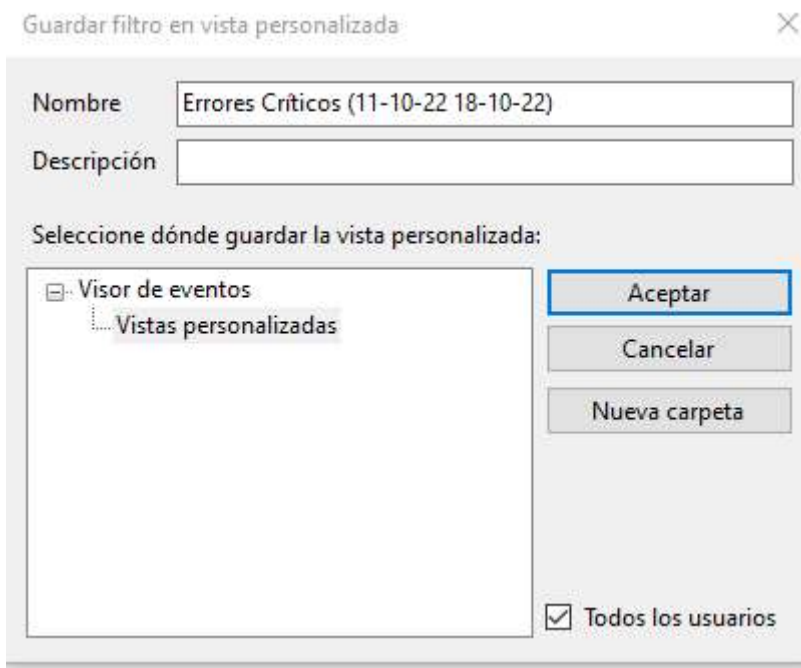 Guardar filtro en vista personalizada
Nombre Errores Críticos (11-10-22 18-10-22)
Descripción
Seleccione dónde guardar la vista personalizada:
Visor de eventos
Vistas personalizadas
Aceptar
Cancelar
Nueva carpeta
Todos los usuarios